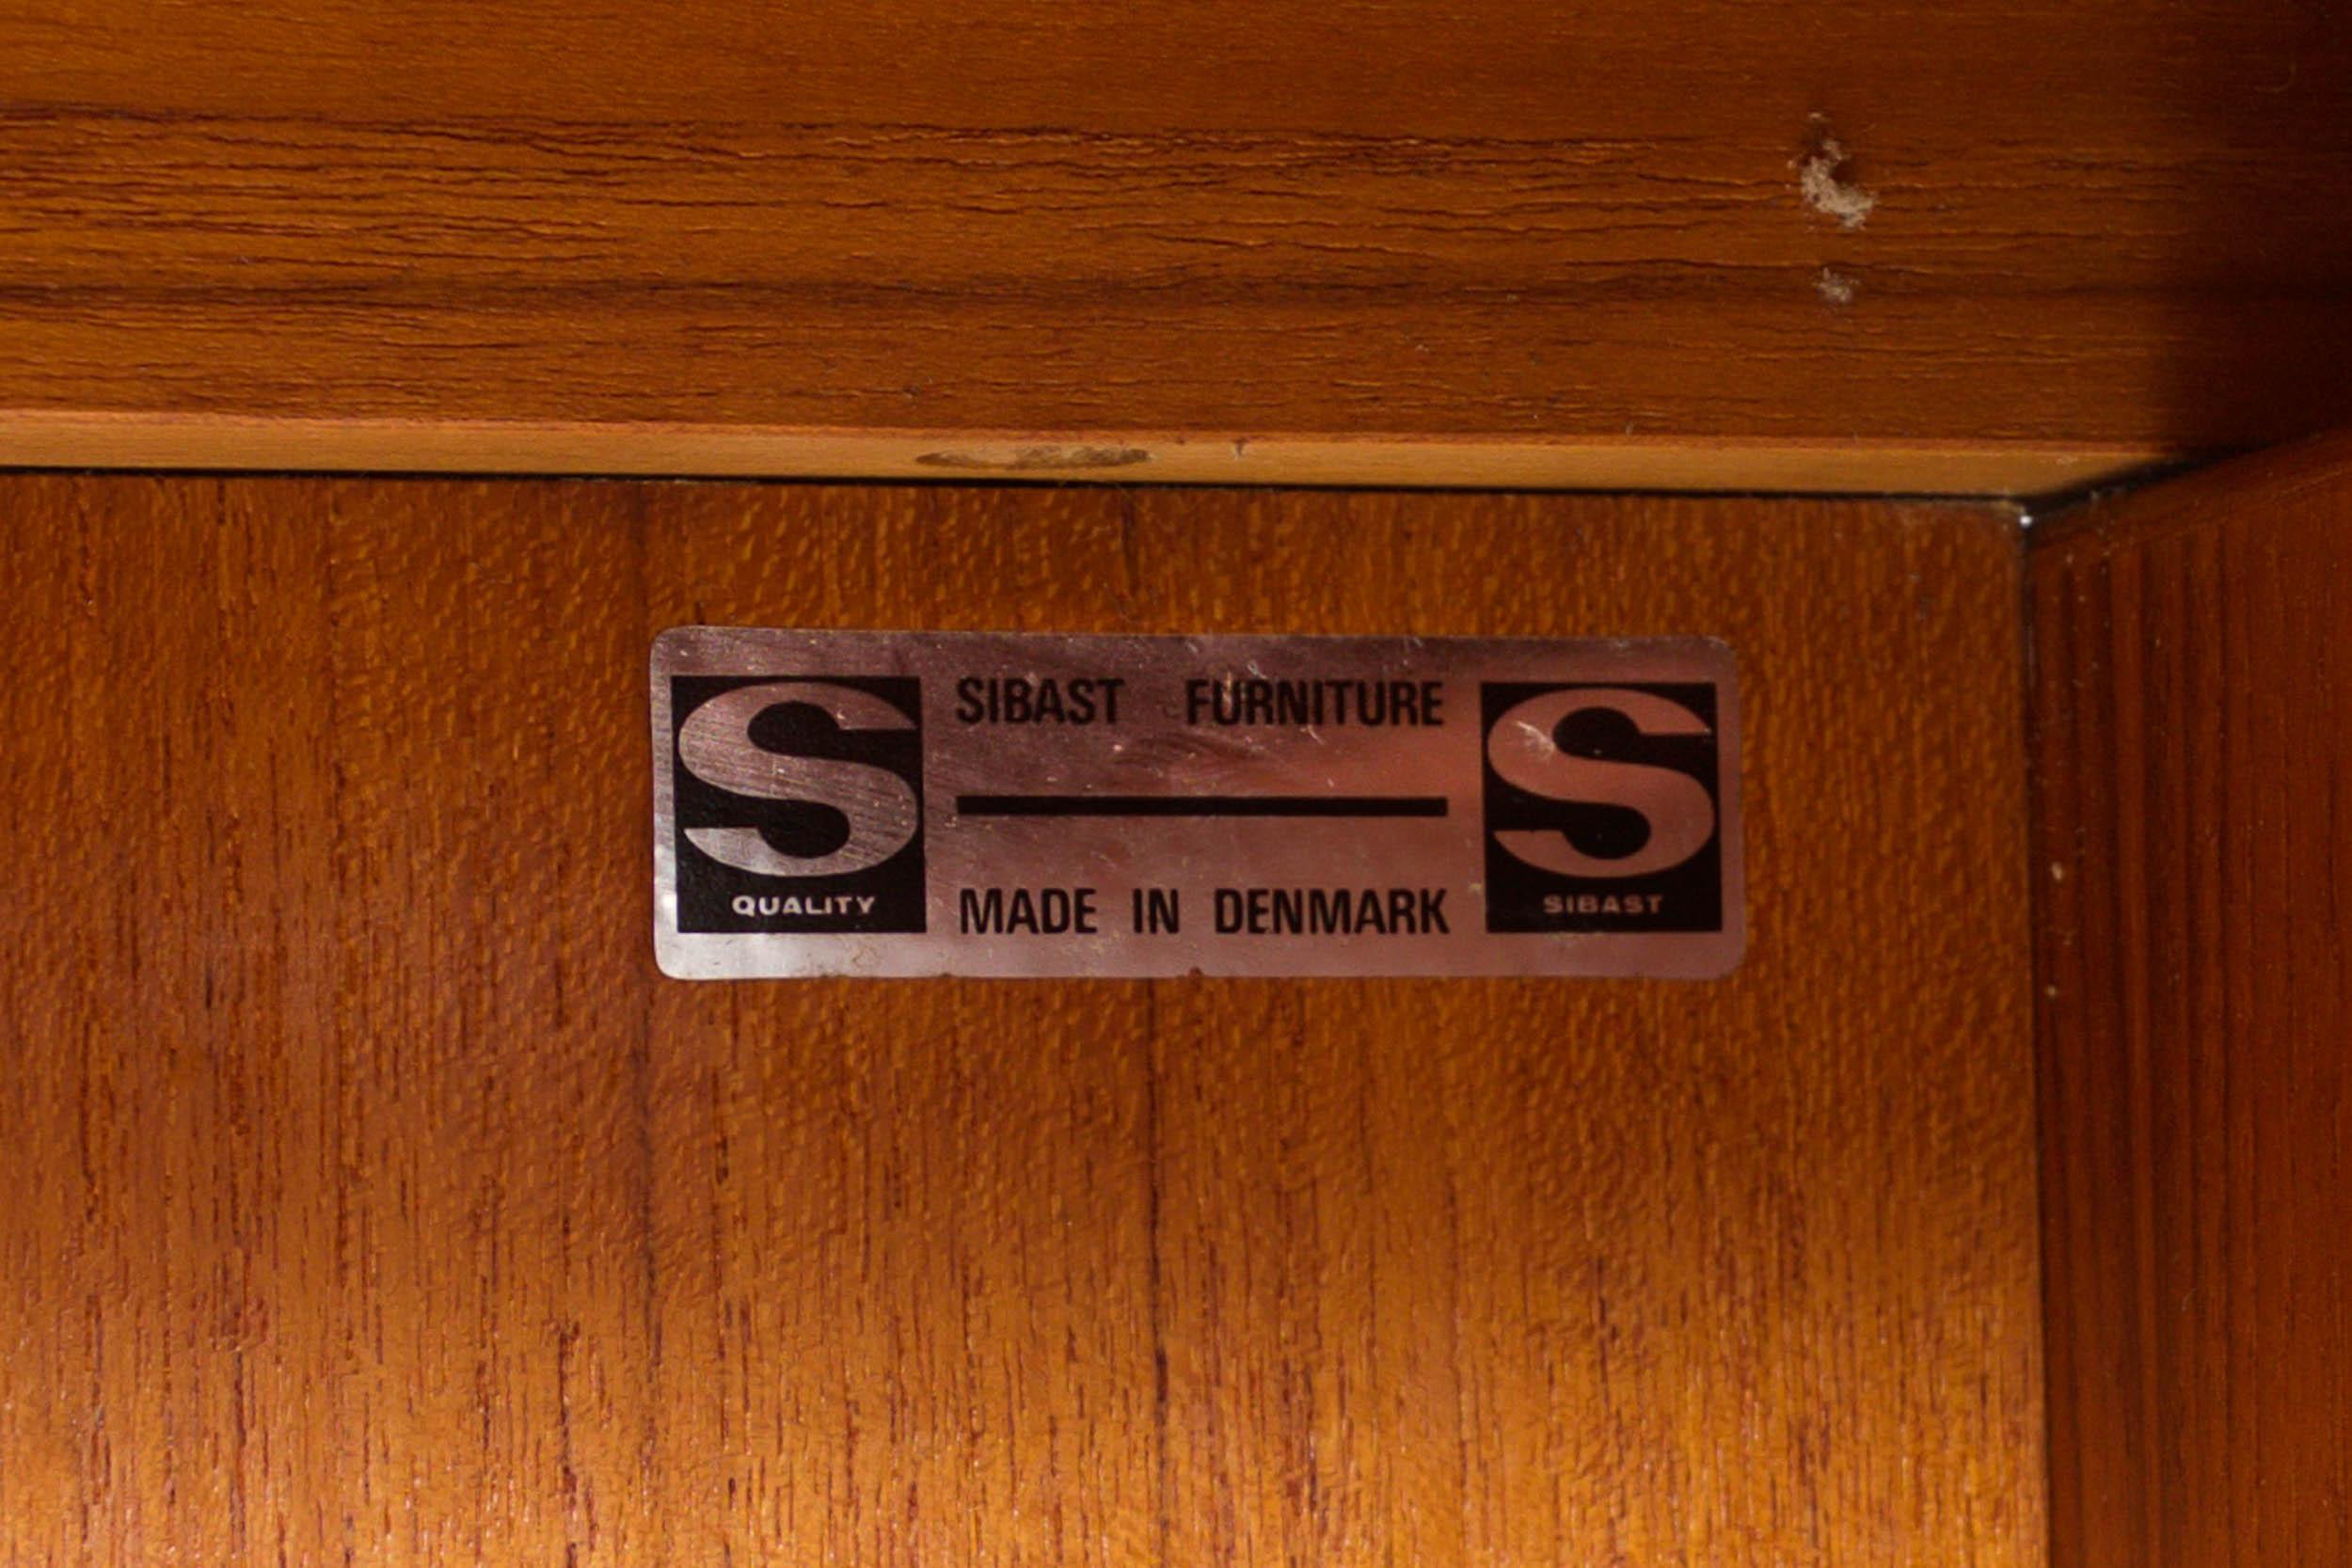 S
QUALITY
SIBAST FURNITURE
MADE IN DENMARK
S
SIBAST